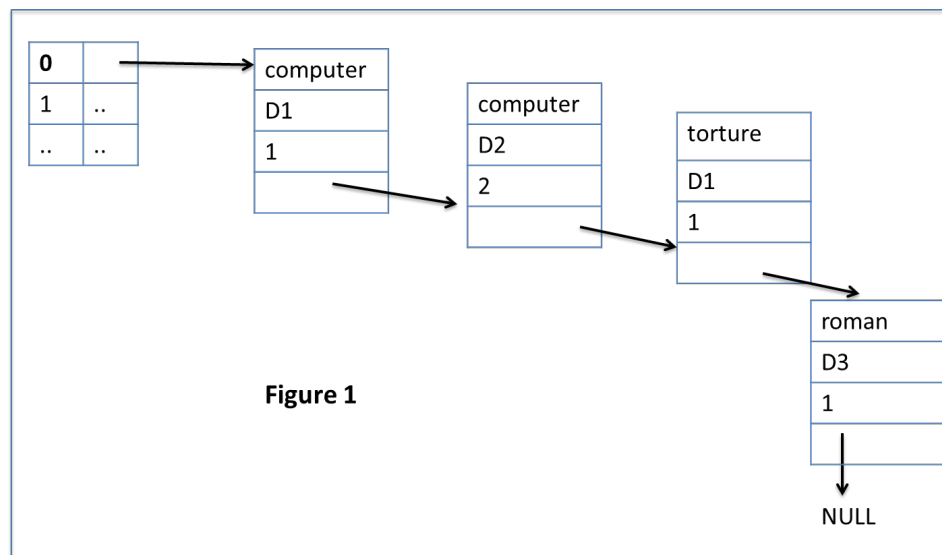 0
1 ..
.. ..
computer
D1
1
computer
D2
2
torture
D1
1
roman
D3
1
NULL
Figure 1